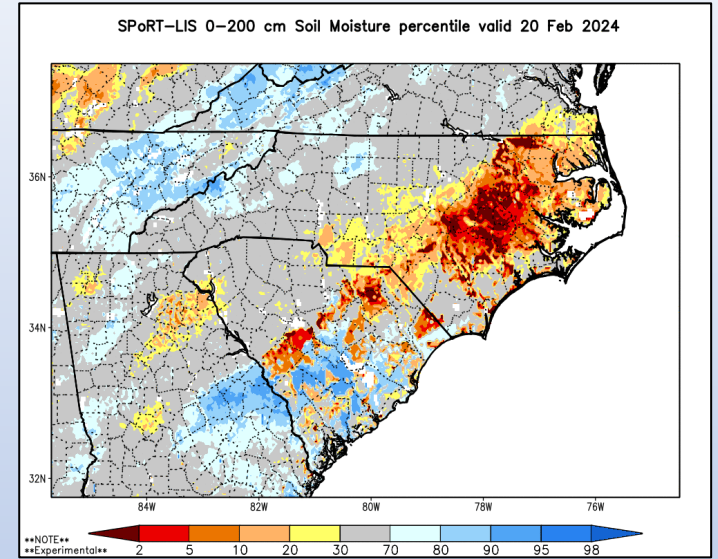 SPoRT-LIS 0-200 cm Soil Moisture percentile valid 20 Feb 2024
36N
34N
32N
84W 82W 80W 78W 76W
**NOTE**
**Experimental** 2 5 10 20 30 70 80 90 95 98